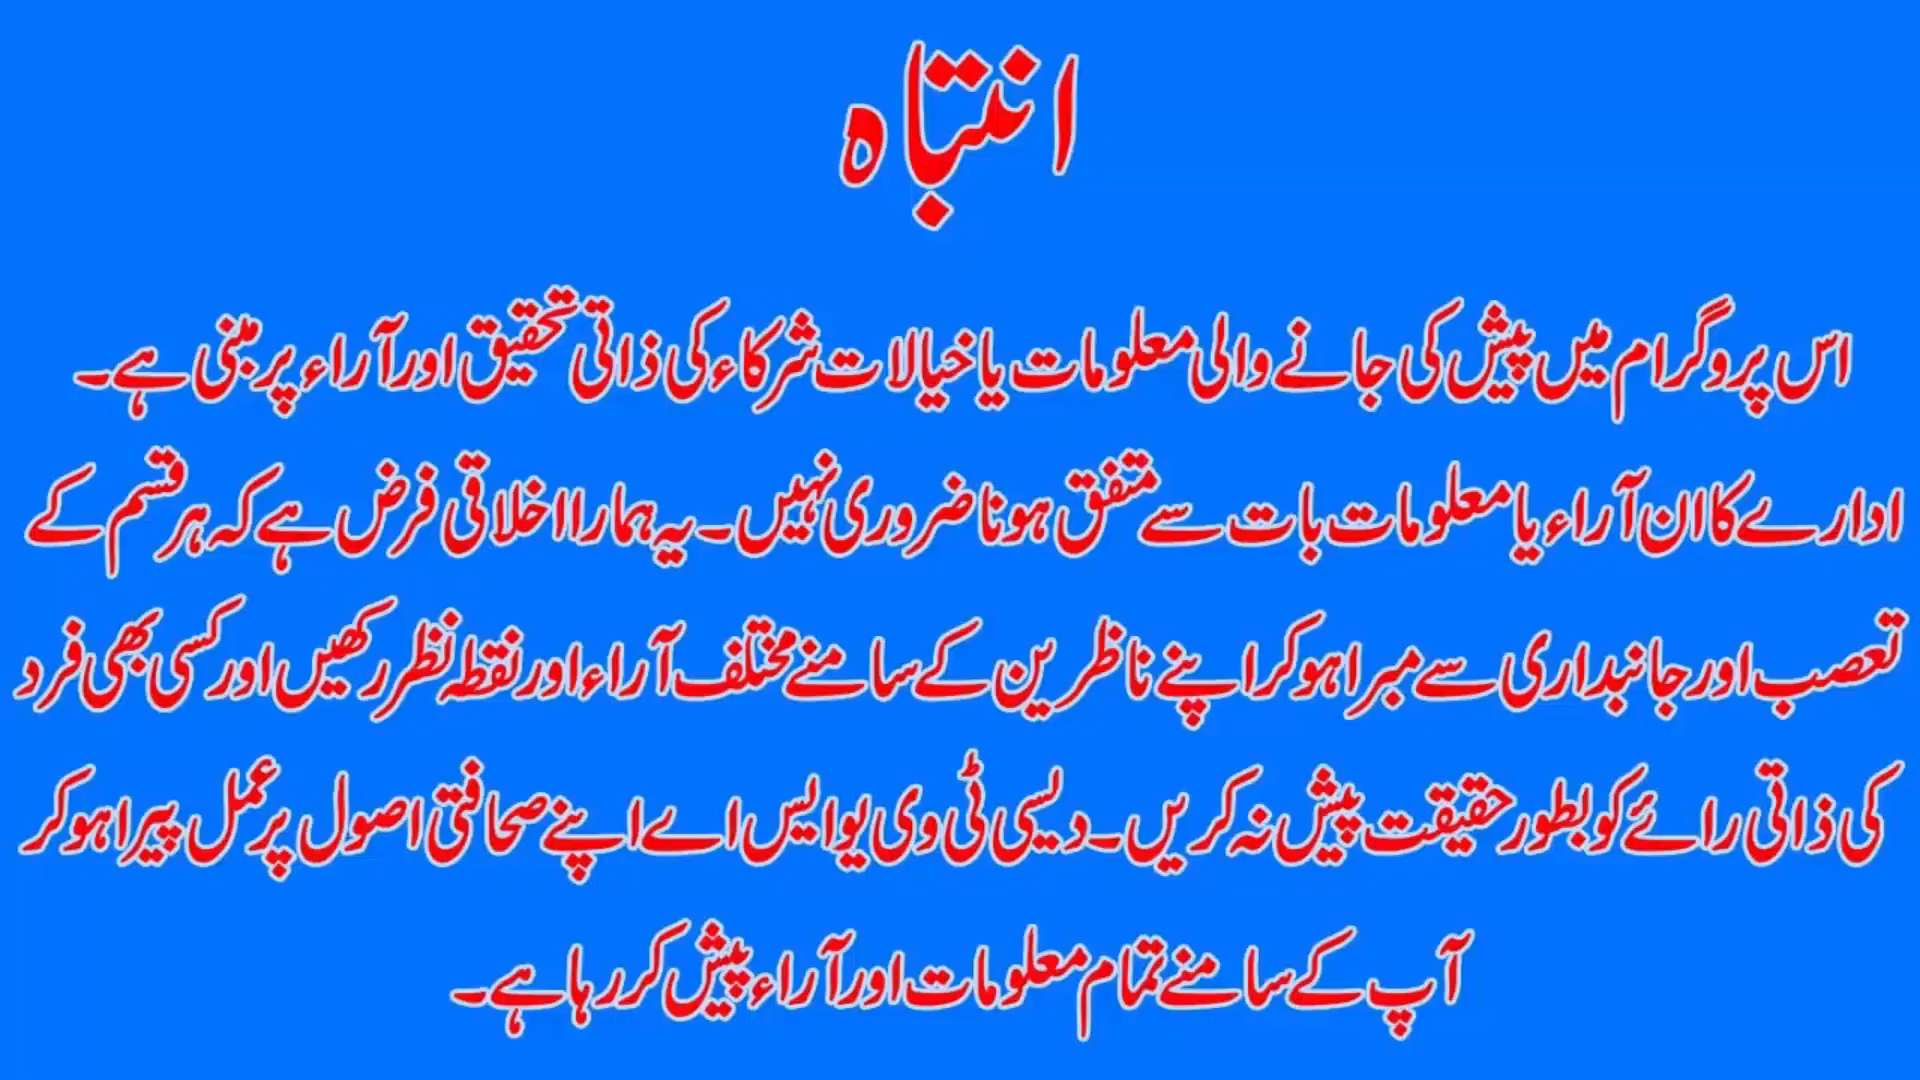 انتباہ
اس پروگرام میں پیش کی جانے والی معلومات یا خیالات شرکاء کی ذاتی تحقیق اور آراء پر مبنی ہے۔
ادارے کا ان آراء یا معلومات بات سے متفق ہونا ضروری نہیں۔ یہ ہمارا اخلاقی فرض ہے کہ ہر قسم کے
تعصب اور جانبداری سے مبرا ہو کر اپنے ناظرین کے سامنے مختلف آراء اور نقطہ نظر رکھیں اور کسی بھی فرد
کی ذاتی رائے کو بطور حقیقت پیش نہ کریں۔ دیسی ٹی وی یو ایس اے اپنے صحافتی اصول پر عمل پیرا ہو کر
آپ کے سامنے تمام معلومات اور آراء پیش کر رہا ہے۔